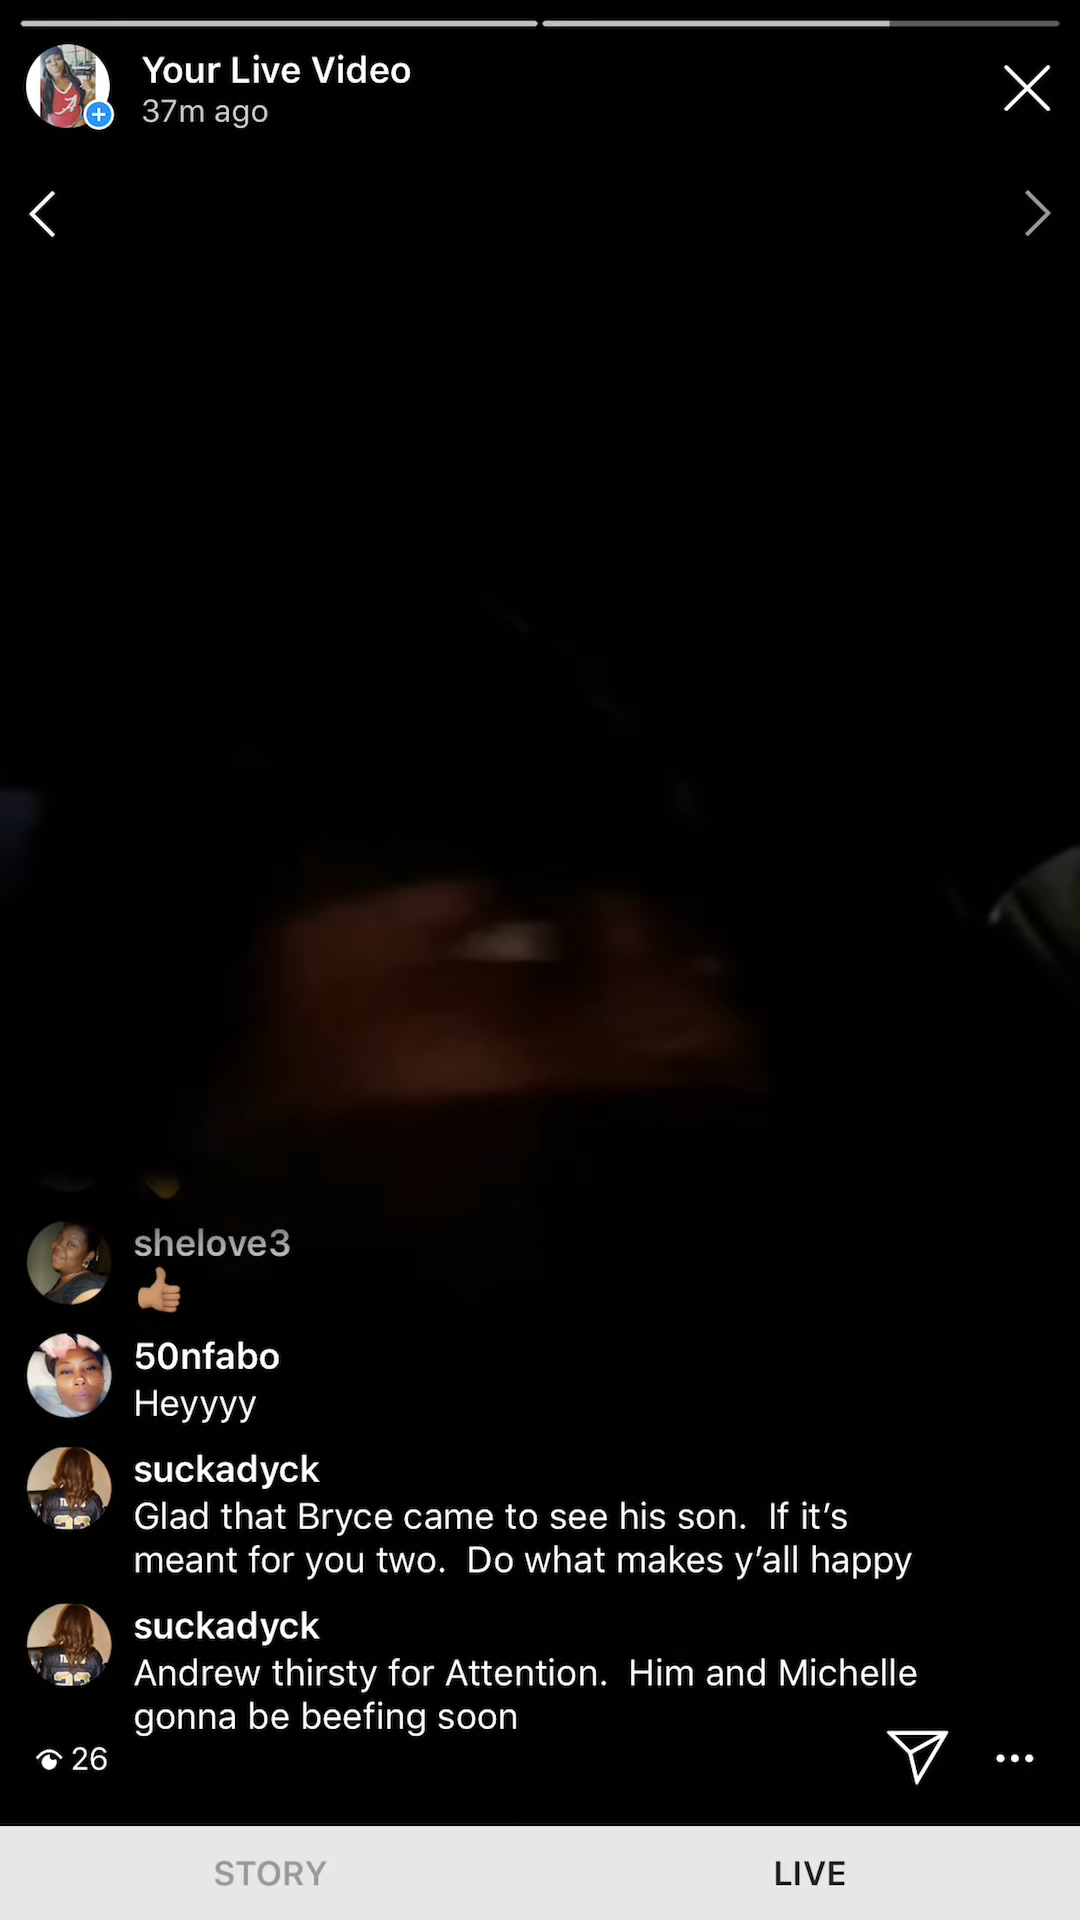 Your Live Video
37m ago
shelove3
👍🏼
50nfabo
Heyyyy
suckadyck
Glad that Bryce came to see his son.  If it’s
meant for you two.  Do what makes y’all happy
suckadyck
Andrew thirsty for Attention.  Him and Michelle
gonna be beefing soon
26
STORY
LIVE